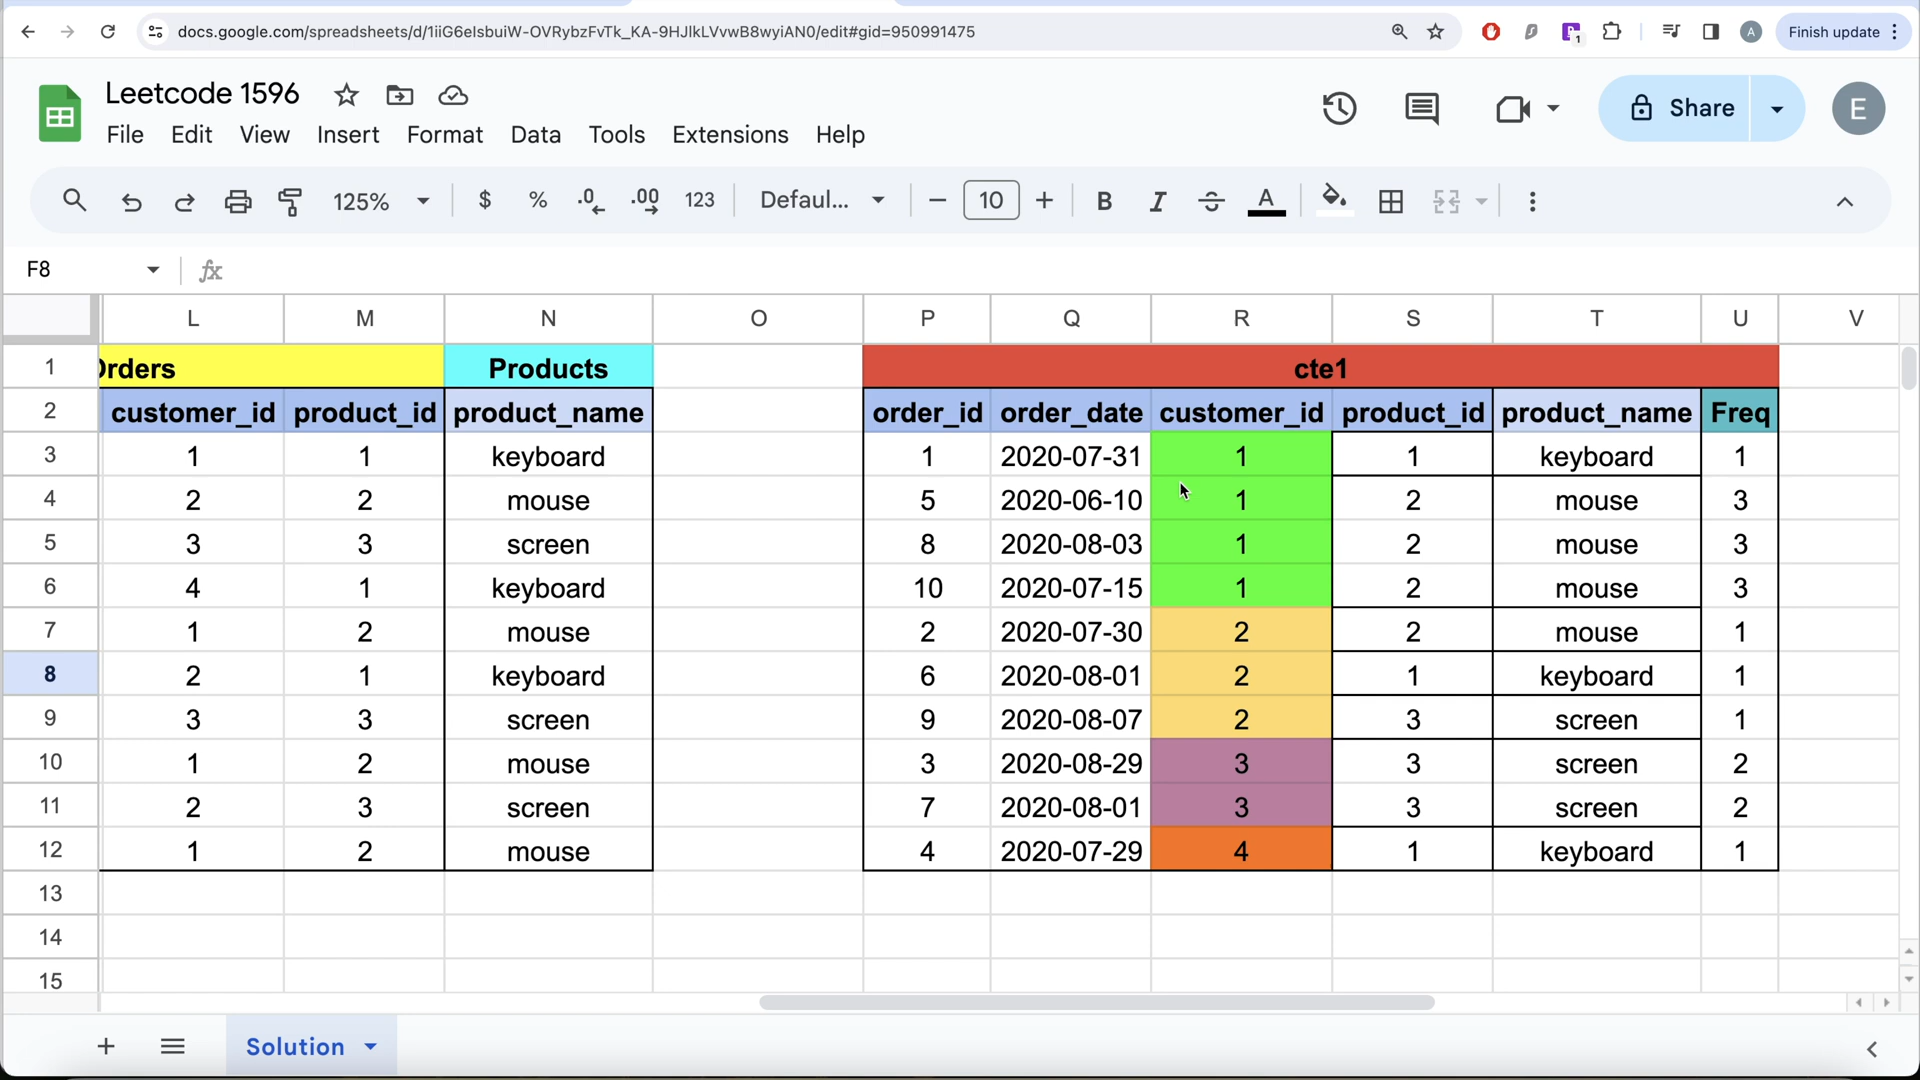 docs.google.com/spreadsheets/d/1iiG6eIsbuiW-OVRybzFvTk_KA-9HJlkLVvwB8wyiAN0/edit#gid=950991475
1
A
Finish update
Leetcode 1596
File Edit View Insert Format Data Tools Extensions Help
Share
E
125% $ % .0 .00 123 Defaul... 10 B I S A
F8 fx
L M N O P Q R S T U V
1 Orders Products cte1
2 customer_id product_id product_name order_id order_date customer_id product_id product_name Freq
3 1 1 keyboard 1 2020-07-31 1 1 keyboard 1
4 2 2 mouse 5 2020-06-10 1 2 mouse 3
5 3 3 screen 8 2020-08-03 1 2 mouse 3
6 4 1 keyboard 10 2020-07-15 1 2 mouse 3
7 1 2 mouse 2 2020-07-30 2 2 mouse 1
8 2 1 keyboard 6 2020-08-01 2 1 keyboard 1
9 3 3 screen 9 2020-08-07 2 3 screen 1
10 1 2 mouse 3 2020-08-29 3 3 screen 2
11 2 3 screen 7 2020-08-01 3 3 screen 2
12 1 2 mouse 4 2020-07-29 4 1 keyboard 1
13
14
15
Solution